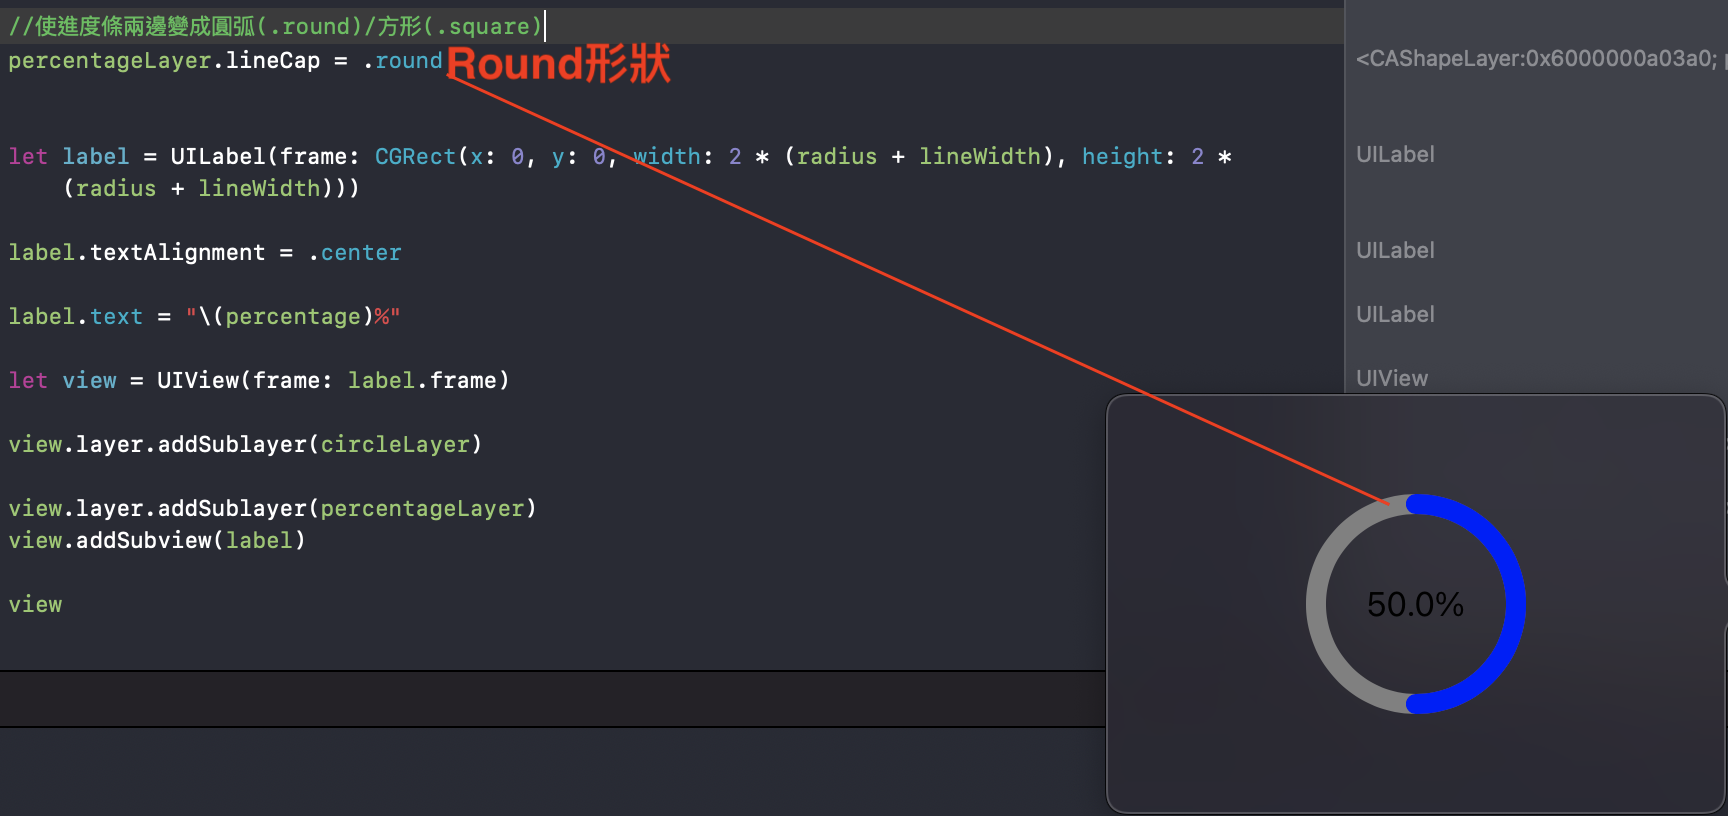 //使進度條兩邊變成圓弧(.round)/方形(.square)
percentageLayer.lineCap = .round
Round形狀
<CAShapeLayer:0x6000000a03a0;
let label = UILabel(frame: CGRect(x: 0, y: 0, width: 2 * (radius + lineWidth), height: 2 *
(radius + lineWidth)))
UILabel
label.textAlignment = .center
UILabel
label.text = "\(percentage)%"
UILabel
let view = UIView(frame: label.frame)
UIView
view.layer.addSublayer(circleLayer)
view.layer.addSublayer(percentageLayer)
view.addSubview(label)
view
50.0%